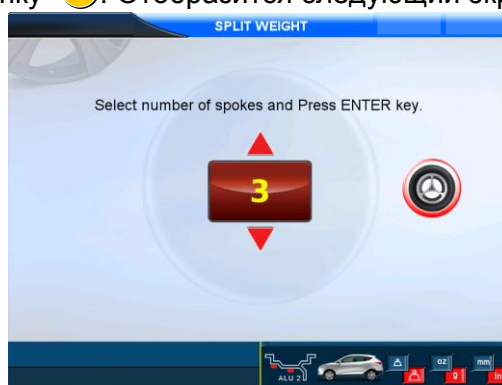 нку . Отобразится следующий экр
SPLIT WEIGHT
Select number of spokes and Press ENTER key.
3
oz mm
ALU 2 g in